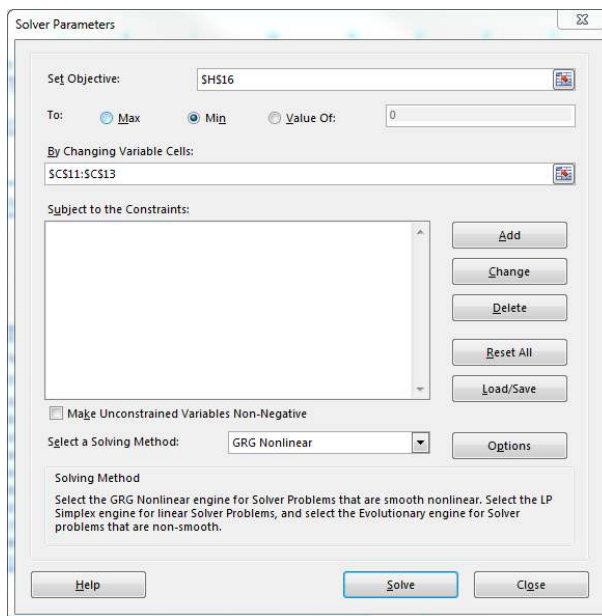 Solver Parameters
Set Objective: $H$16
To: Max Min Value Of: 0
By Changing Variable Cells:
$C$11:$C$13
Subject to the Constraints:
Add
Change
Delete
Reset All
Load/Save
Make Unconstrained Variables Non-Negative
Select a Solving Method: GRG Nonlinear Options
Solving Method
Select the GRG Nonlinear engine for Solver Problems that are smooth nonlinear. Select the LP
Simplex engine for linear Solver Problems, and select the Evolutionary engine for Solver
problems that are non-smooth.
Help Solve Close